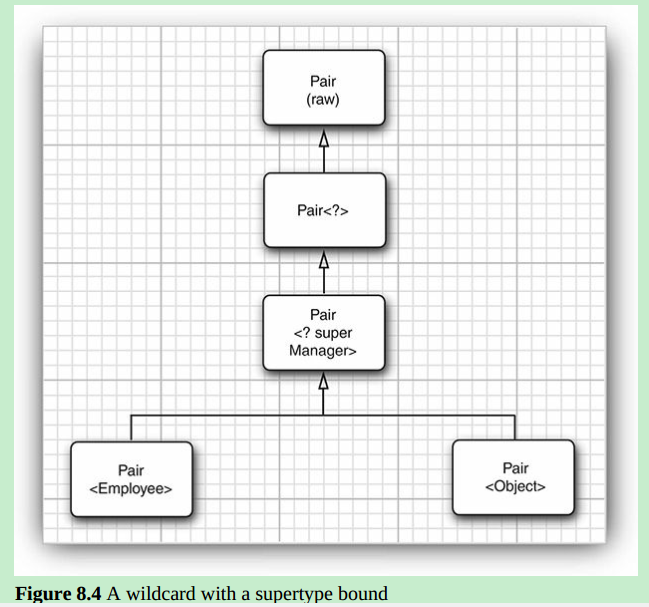 Pair
(raw)
Pair<?>
Pair
<? super
Manager>
Pair
<Employee>
Pair
<Object>
Figure 8.4 A wildcard with a supertype bound